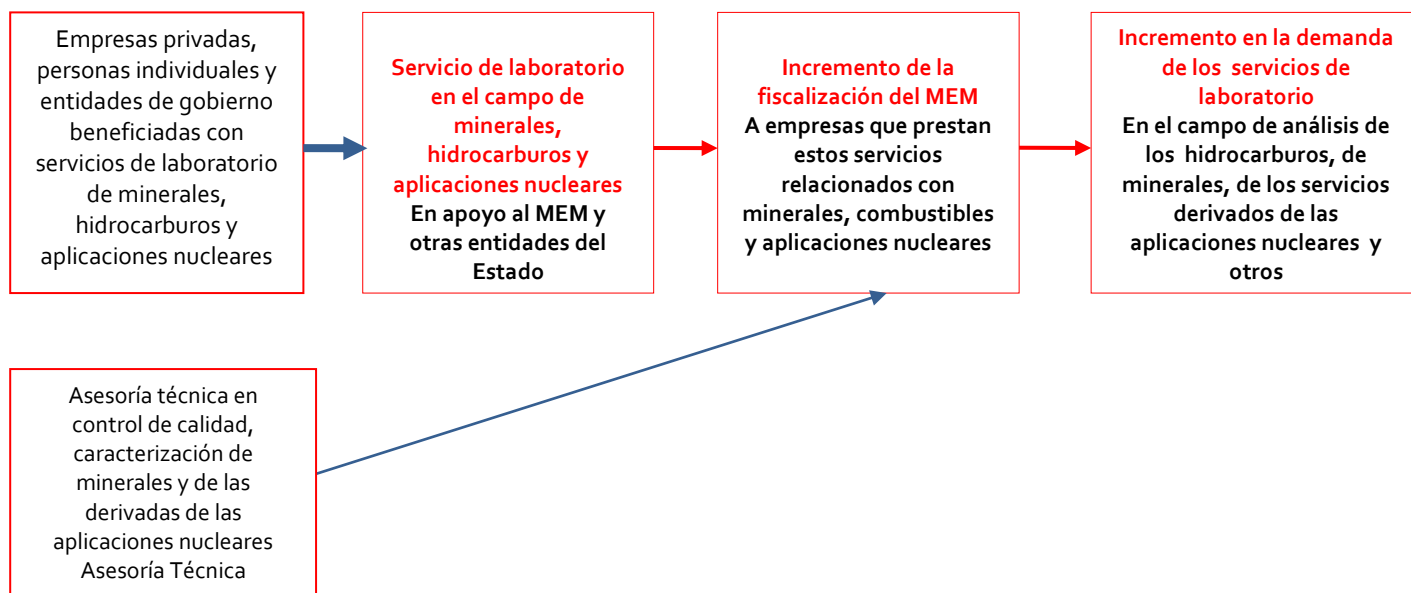 Empresas privadas,
personas individuales y
entidades de gobierno
beneficiadas con
servicios de laboratorio
de minerales,
hidrocarburos y
aplicaciones nucleares
Servicio de laboratorio
en el campo de
minerales,
hidrocarburos y
aplicaciones nucleares
En apoyo al MEM y
otras entidades del
Estado
Incremento de la
fiscalización del MEM
A empresas que prestan
estos servicios
relacionados con
minerales, combustibles
y aplicaciones nucleares
Incremento en la demanda
de los servicios de
laboratorio
En el campo de análisis de
los hidrocarburos, de
minerales, de los servicios
derivados de las
aplicaciones nucleares y
otros
Asesoría técnica en
control de calidad,
caracterización de
minerales y de las
derivadas de las
aplicaciones nucleares
Asesoría Técnica